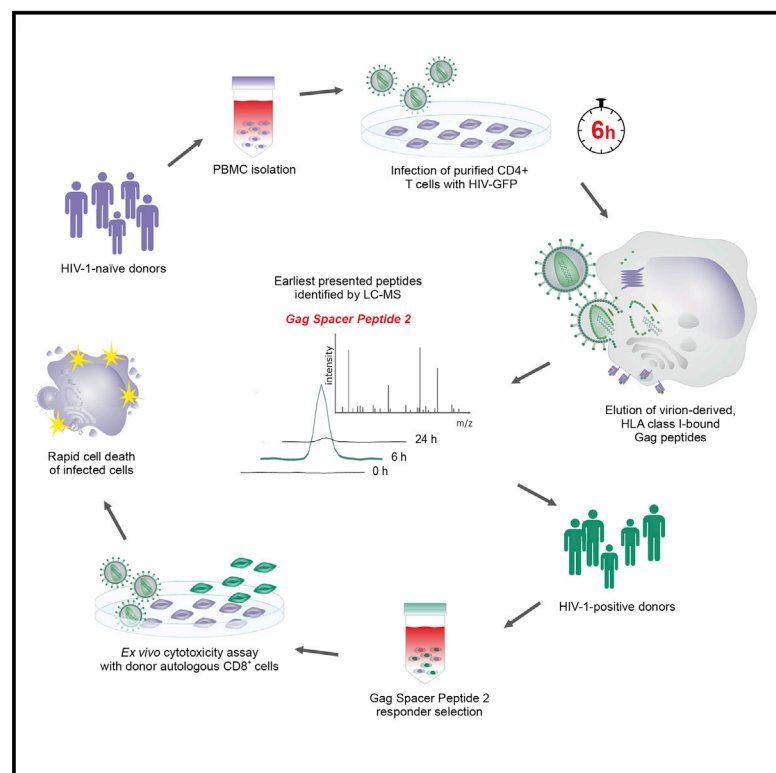 PBMC isolation
Infection of purified CD4+
T cells with HIV-GFP
6h
HIV-1-naïve donors
Earliest presented peptides
identified by LC-MS
Gag Spacer Peptide 2
intensity
m/z
24 h
6 h
0 h
Elution of virion-derived,
HLA class I-bound
Gag peptides
Rapid cell death
of infected cells
HIV-1-positive donors
Ex vivo cytotoxicity assay
with donor autologous CD8⁺ cells
Gag Spacer Peptide 2
responder selection